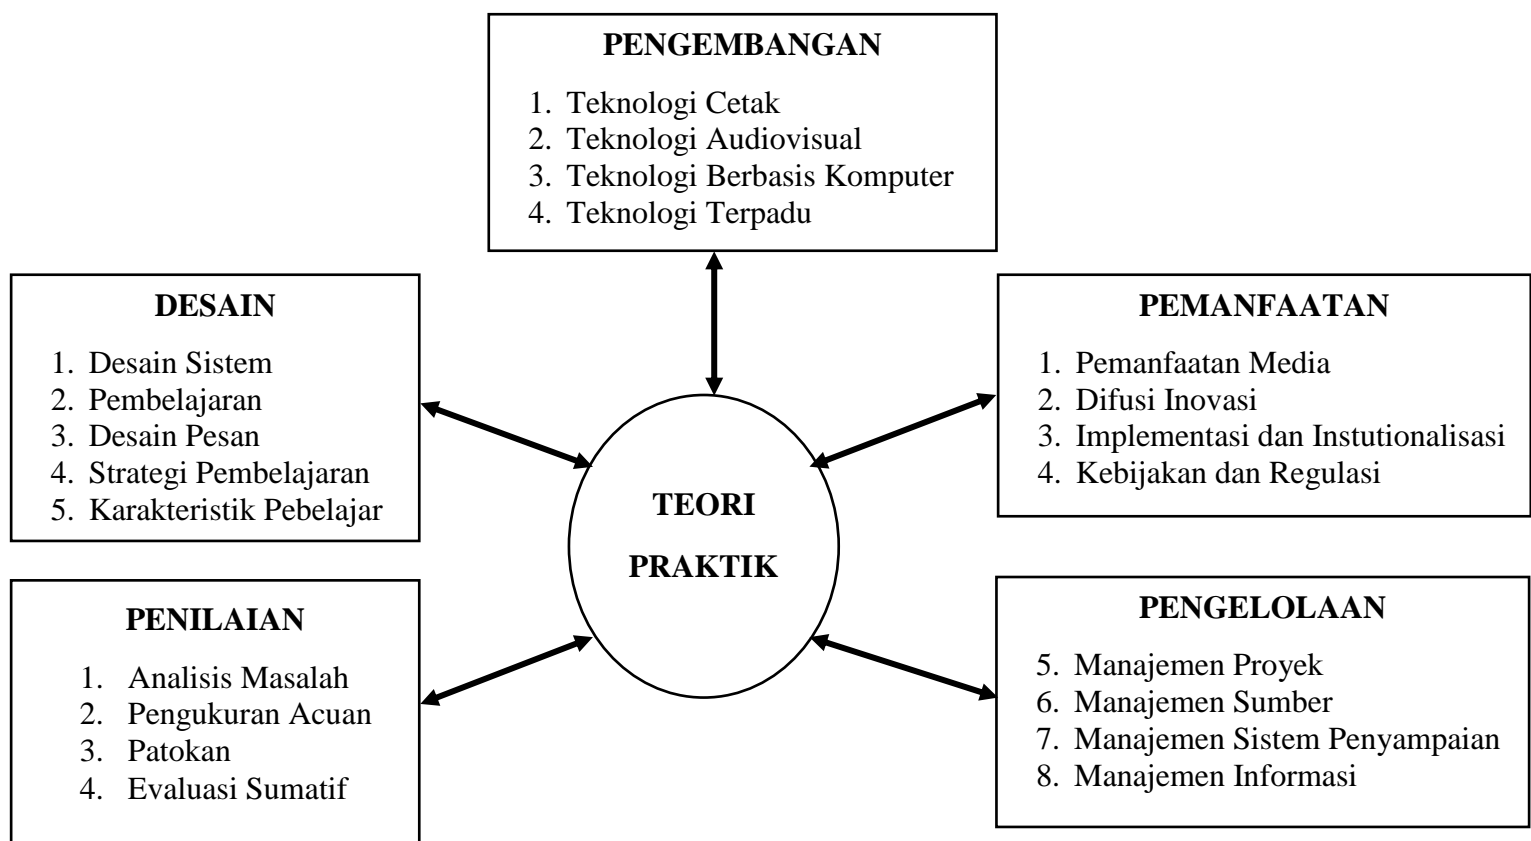 PENGEMBANGAN
1. Teknologi Cetak
2. Teknologi Audiovisual
3. Teknologi Berbasis Komputer
4. Teknologi Terpadu
DESAIN
1. Desain Sistem
2. Pembelajaran
3. Desain Pesan
4. Strategi Pembelajaran
5. Karakteristik Pebelajar
PEMANFAATAN
1. Pemanfaatan Media
2. Difusi Inovasi
3. Implementasi dan Instutionalisasi
4. Kebijakan dan Regulasi
TEORI
PRAKTIK
PENILAIAN
1. Analisis Masalah
2. Pengukuran Acuan
3. Patokan
4. Evaluasi Sumatif
PENGELOLAAN
5. Manajemen Proyek
6. Manajemen Sumber
7. Manajemen Sistem Penyampaian
8. Manajemen Informasi